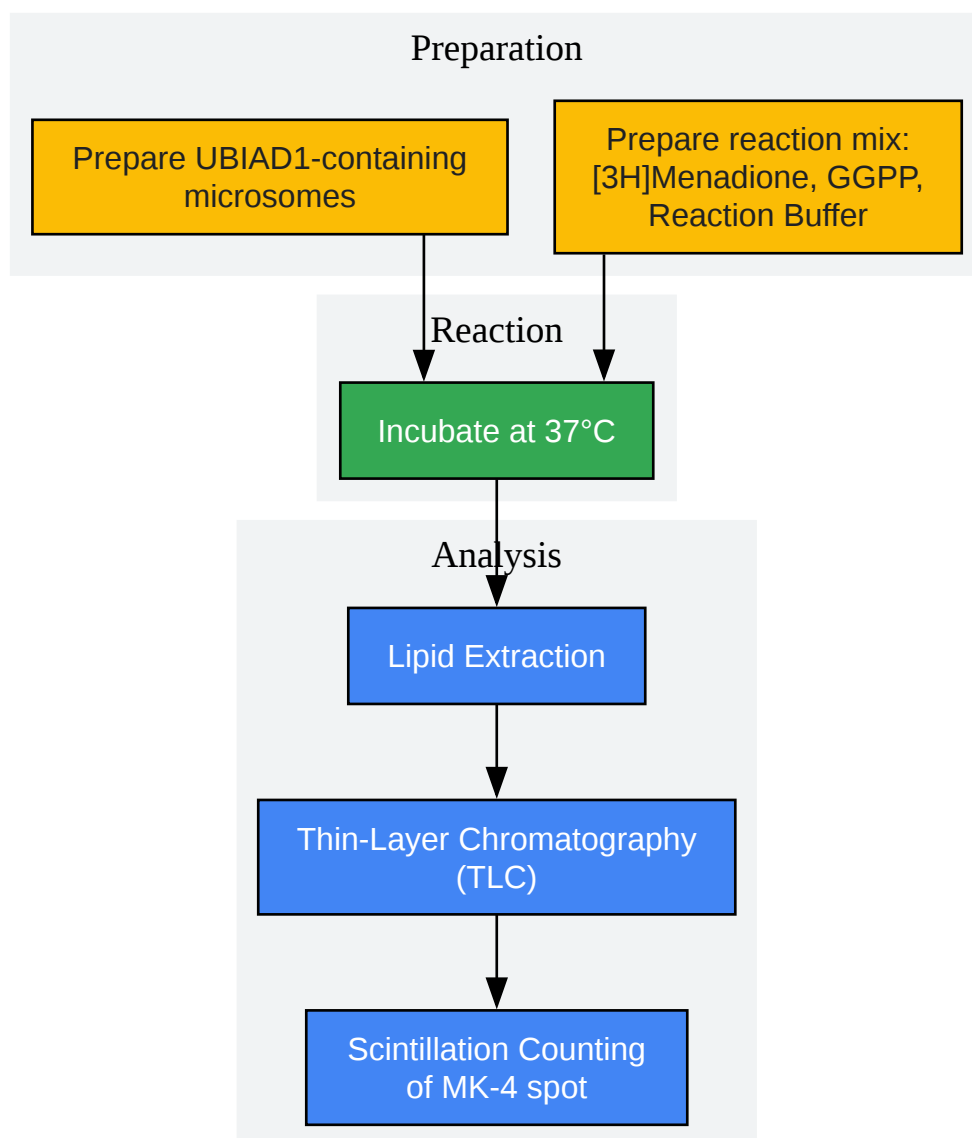 Preparation
Prepare UBIAD1-containing
microsomes
Prepare reaction mix:
[3H]Menadione, GGPP,
Reaction Buffer
Reaction
Incubate at 37°C
Analysis
Lipid Extraction
Thin-Layer Chromatography
(TLC)
Scintillation Counting
of MK-4 spot